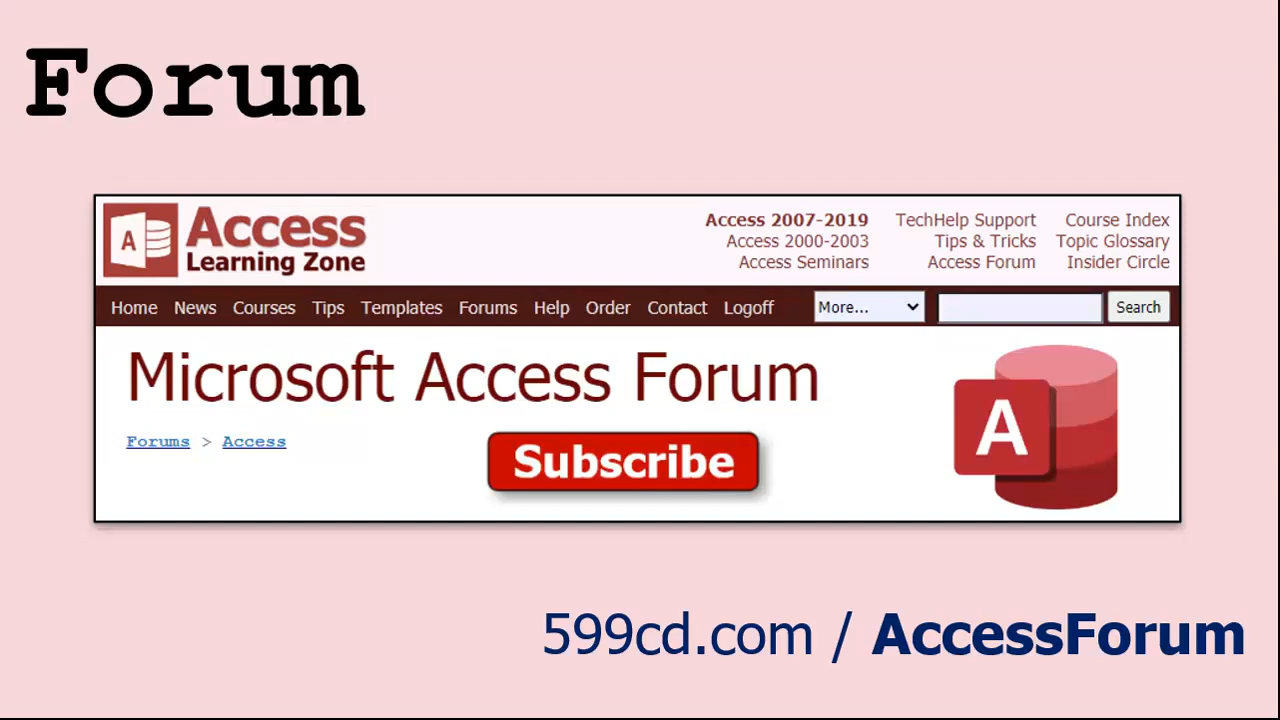 Forum
A
Access
Learning Zone
Access 2007-2019 TechHelp Support Course Index
Access 2000-2003 Tips & Tricks Topic Glossary
Access Seminars Access Forum Insider Circle
Home News Courses Tips Templates Forums Help Order Contact Logoff More... Search
Microsoft Access Forum
Forums > Access
Subscribe
A
599cd.com / AccessForum